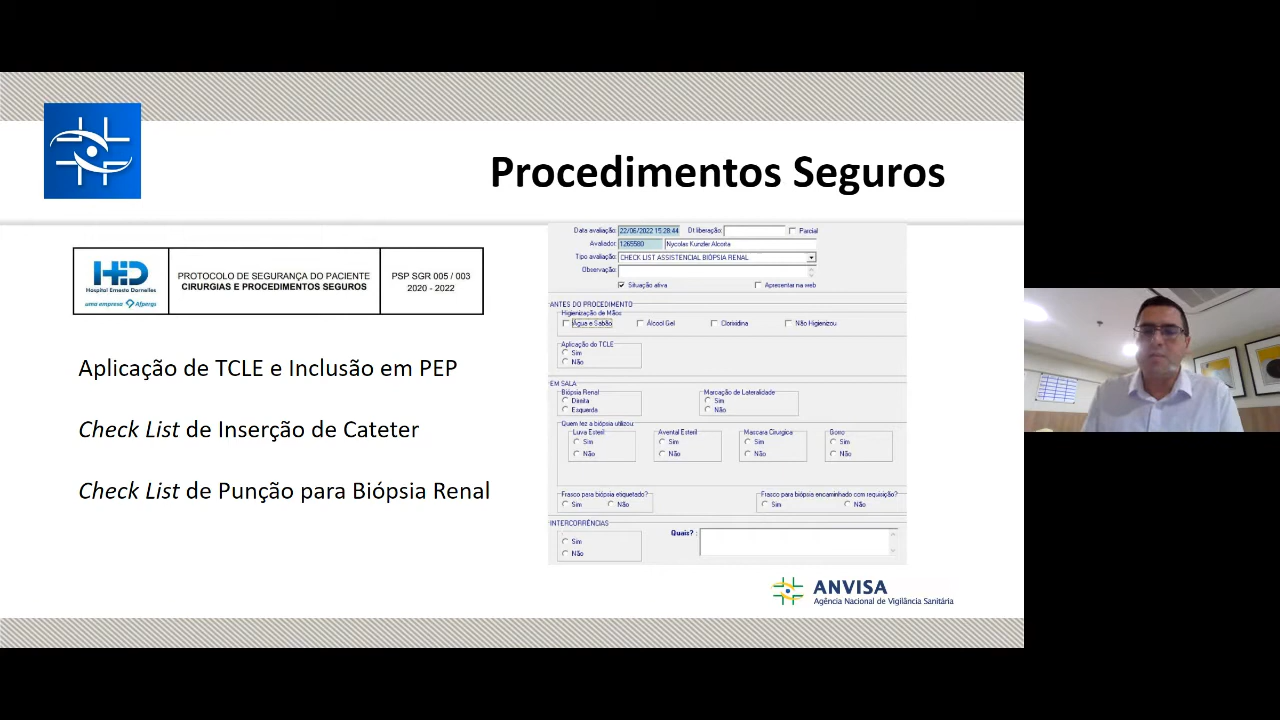 Procedimentos Seguros
HED
Hospital Ernesto Dornelles
uma empresa Afpergs
PROTOCOLO DE SEGURANÇA DO PACIENTE
CIRURGIAS E PROCEDIMENTOS SEGUROS
PSP SGR 005 / 003
2020 - 2022
Aplicação de TCLE e Inclusão em PEP
Check List de Inserção de Cateter
Check List de Punção para Biópsia Renal
Data avaliação: 22/06/2022 15:28:44 Dt liberação: Parcial
Avaliador: 1265580 Nycolas Kunzler Alcorta
Tipo avaliação: CHECK LIST ASSISTENCIAL BIÓPSIA RENAL
Observação:
Situação ativa Apresentar na web
ANTES DO PROCEDIMENTO
Higienização de Mãos:
Água e Sabão Álcool Gel Clorixidina Não Higienizou
Aplicação do TCLE
Sim
Não
EM SALA
Biópsia Renal Marcação de Lateralidade
Direita Sim
Esquerda Não
Quem fez a biópsia utilizou:
Luva Estéril: Avental Estéril Máscara Cirúrgica Gorro
Sim Sim Sim Sim
Não Não Não Não
Frasco para biópsia etiquetado? Frasco para biópsia encaminhado com requisição?
Sim Não Sim Não
INTERCORRÊNCIAS
Quais? :
Sim
Não
ANVISA
Agência Nacional de Vigilância Sanitária